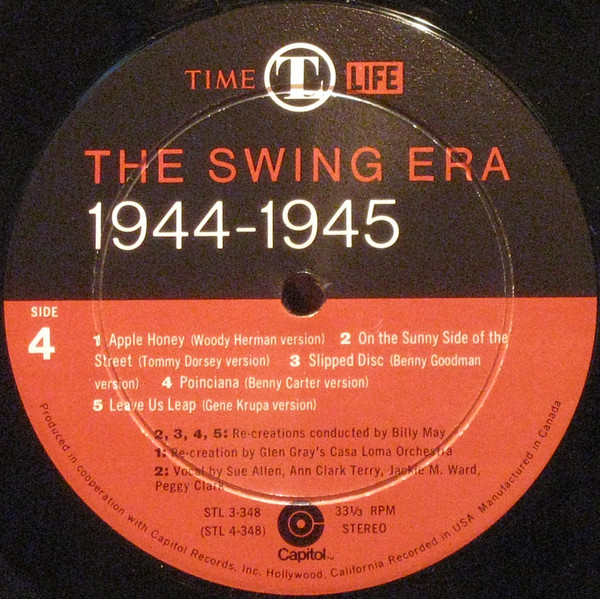 TIME TL LIFE
THE SWING ERA
1944-1945
SIDE
4
1 Apple Honey (Woody Herman version) 2 On the Sunny Side of the
Street (Tommy Dorsey version) 3 Slipped Disc (Benny Goodman
version) 4 Poinciana (Benny Carter version)
5 Leave Us Leap (Gene Krupa version)
2, 3, 4, 5: Re-creations conducted by Billy May
1: Re-creation by Glen Gray's Casa Loma Orchestra
2: Vocal by Sue Allen, Ann Clark Terry, Jackie M. Ward,
Peggy Clark
STL 3-348
(STL 4-348)
33⅓ RPM
STEREO
Capitol
Produced in cooperation with Capitol Records, Inc. Hollywood, California Recorded in USA Manufactured in Canada